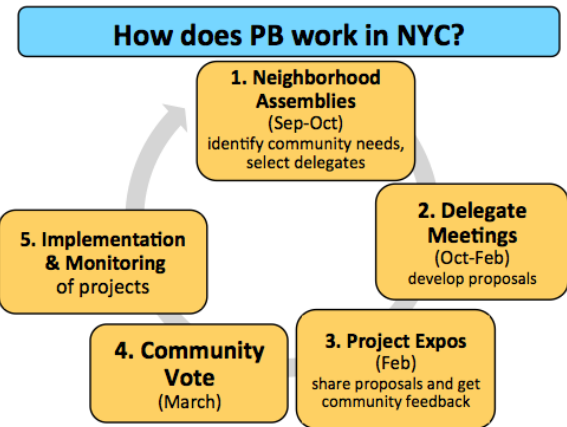 How does PB work in NYC?
1. Neighborhood
Assemblies
(Sep-Oct)
identify community needs,
select delegates
2. Delegate
Meetings
(Oct-Feb)
develop proposals
3. Project Expos
(Feb)
share proposals and get
community feedback
4. Community
Vote
(March)
5. Implementation
& Monitoring
of projects